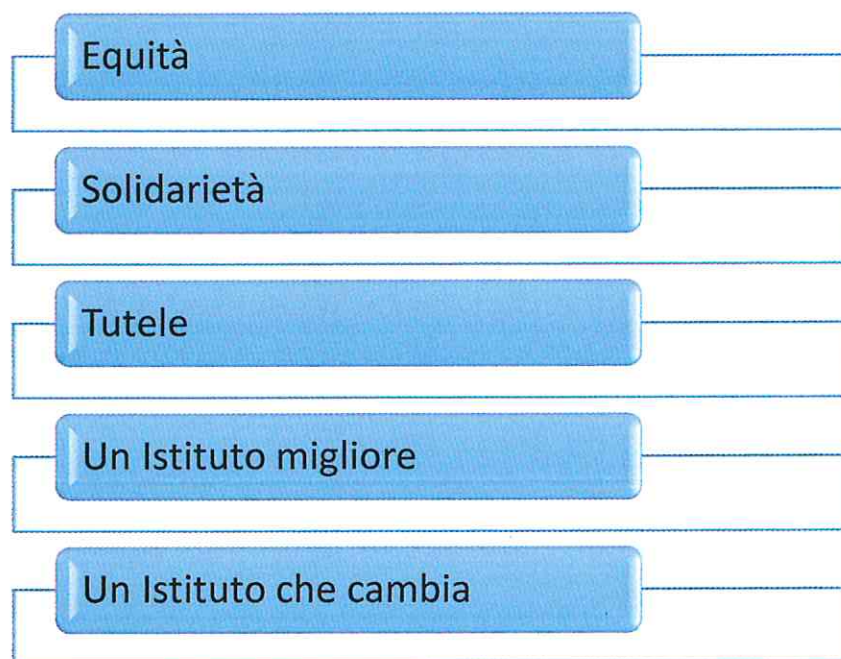 Equità
Solidarietà
Tutele
Un Istituto migliore
Un Istituto che cambia